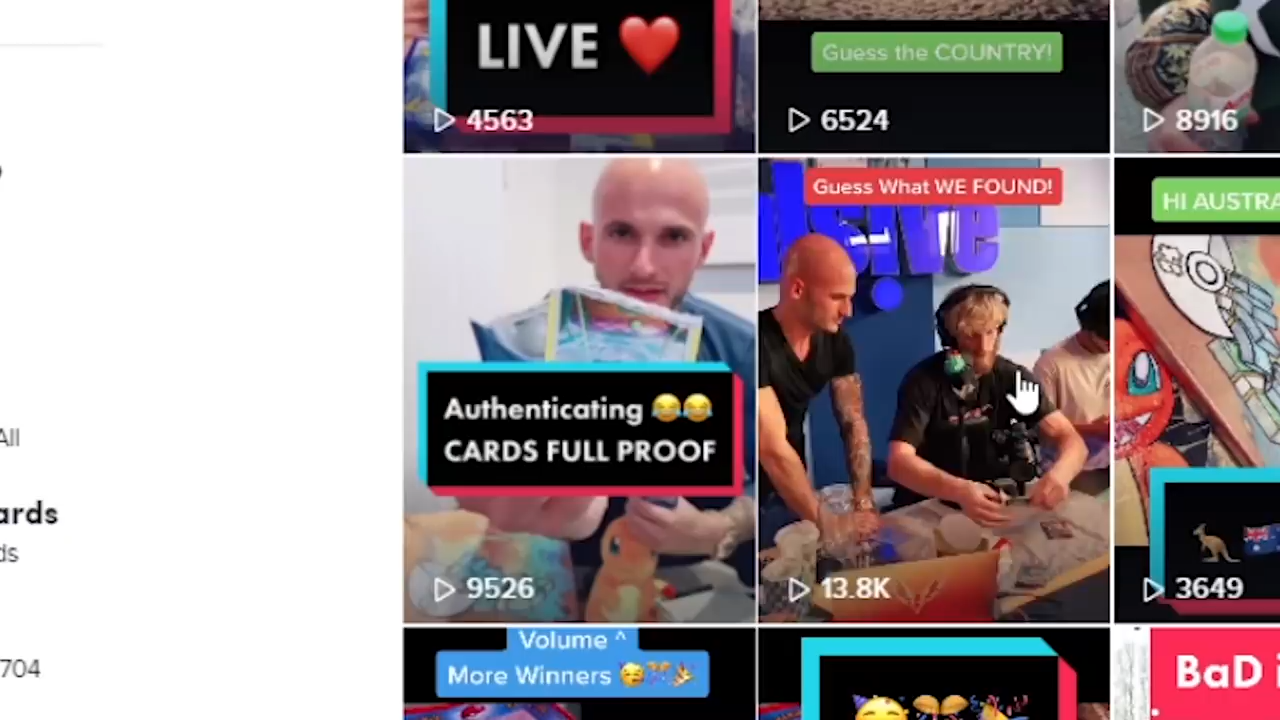 LIVE ❤️
Guess the COUNTRY!
4563
6524
8916
Guess What WE FOUND!
HI AUSTRA
Authenticating 😂😂
CARDS FULL PROOF
All
ards
ds
9526
13.8K
3649
Volume ^
More Winners 🥳🎊🎉
704
BaD i